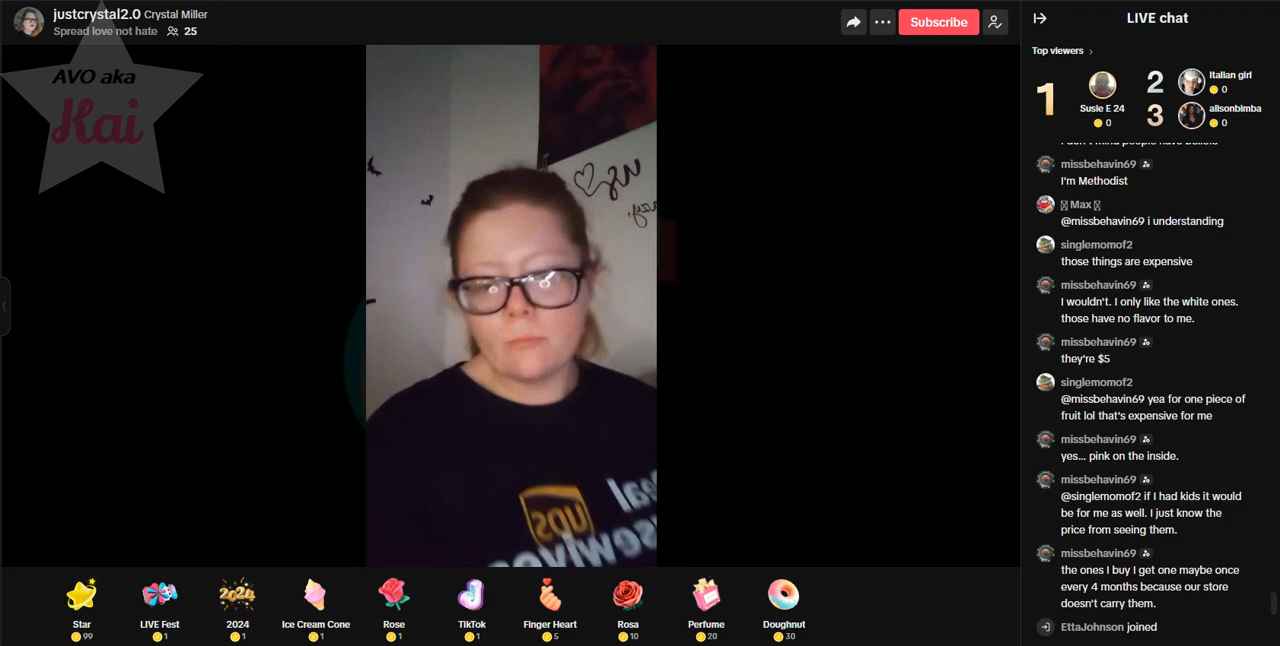 justcrystal2.0 Crystal Miller
Spread love not hate 25
Subscribe
AVO aka
Kai
LIVE chat
Top viewers
1
Susie E 24
0
2
Italian girl
0
3
alisonbimba
0
missbehavin69
I'm Methodist
Max
@missbehavin69 i understanding
singlemomof2
those things are expensive
missbehavin69
I wouldn't. I only like the white ones.
those have no flavor to me.
missbehavin69
they're $5
singlemomof2
@missbehavin69 yea for one piece of
fruit lol that's expensive for me
missbehavin69
yes... pink on the inside.
missbehavin69
@singlemomof2 if I had kids it would
be for me as well. I just know the
price from seeing them.
missbehavin69
the ones I buy I get one maybe once
every 4 months because our store
doesn't carry them.
EttaJohnson joined
us
ups
2024
Star
99
LIVE Fest
1
2024
1
Ice Cream Cone
1
Rose
1
TikTok
1
Finger Heart
5
Rosa
10
Perfume
20
Doughnut
30